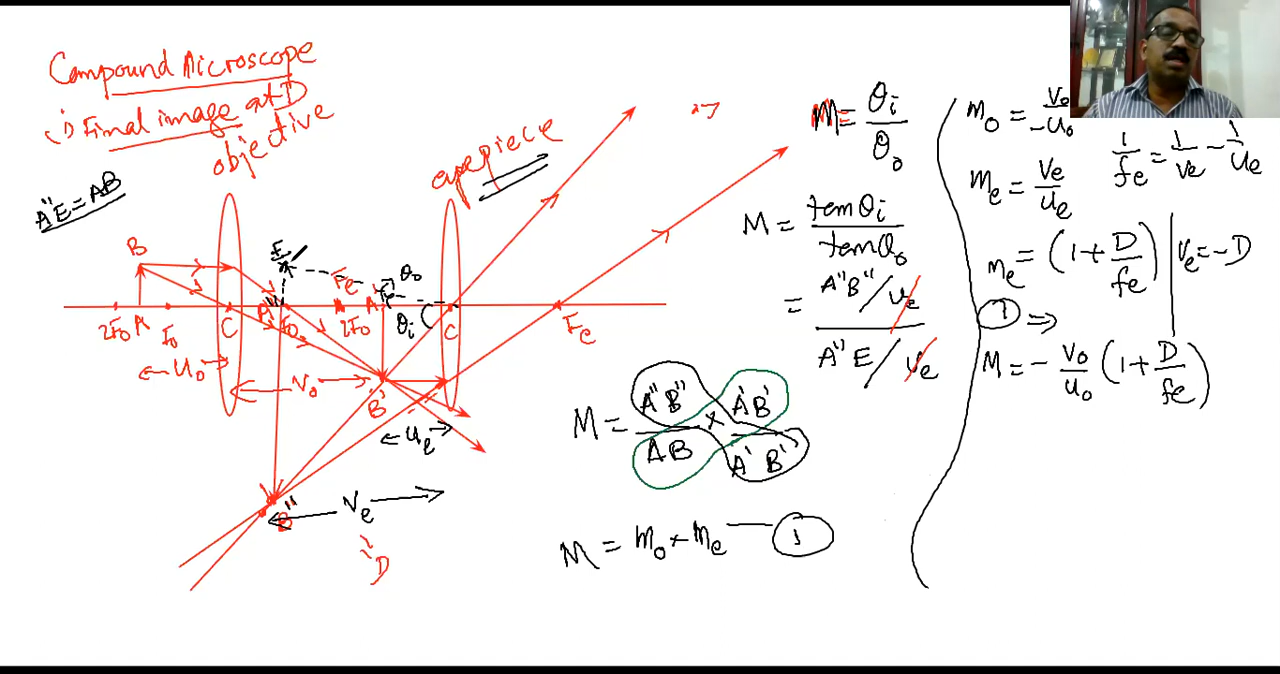 Compound Microscope
(i) Final image at D
objective
eyepiece
A"E = AB
B
E
Fe
A'
θo
2Fo A Fo C A" Fo 2Fo θi C Fe
uo
vo
B'
ue
B"
ve
D
M = θi / θo
M = tan θi / tan θo
= A"B"/ve / A"E/ve
M = A"B" / AB × A'B' / A'B'
M = mo × me — (1)
mo = vo / -uo
1/fe = 1/ve - 1/ue
me = ve / ue
me = (1 + D/fe) | ve = -D
(1) ⇒
M = - vo/uo (1 + D/fe)